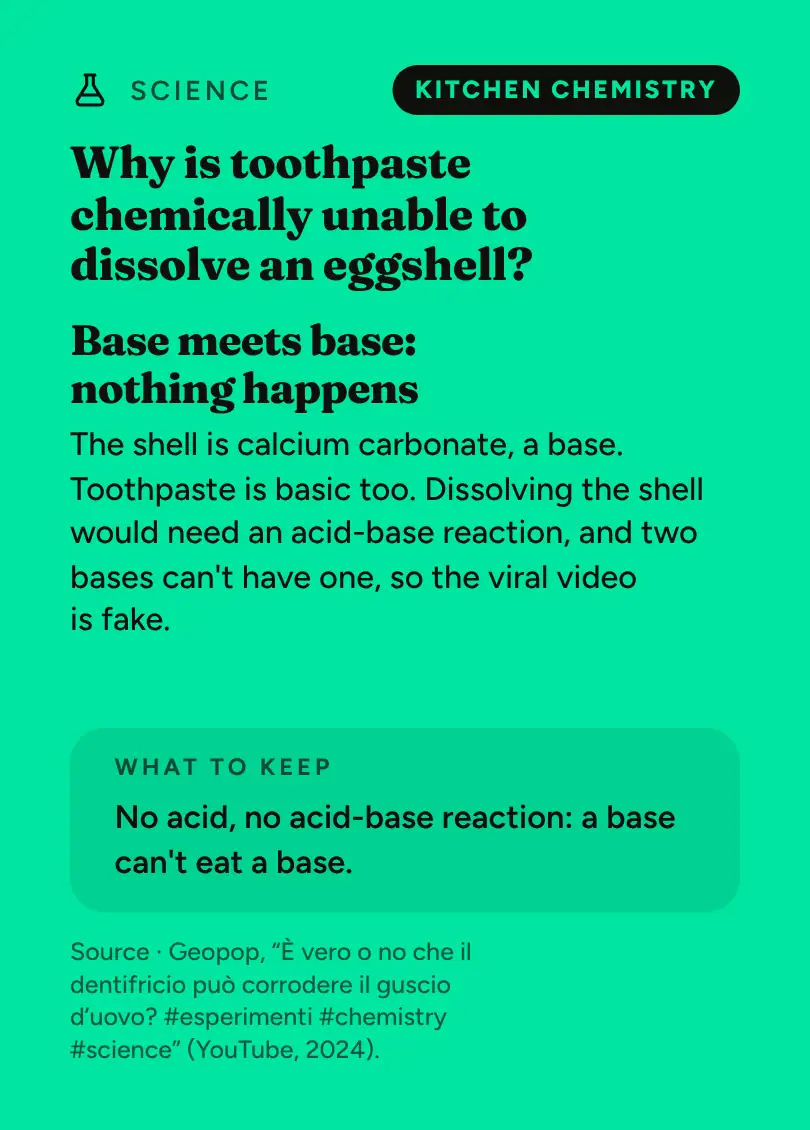 SCIENCE
KITCHEN CHEMISTRY
Why is toothpaste
chemically unable to
dissolve an eggshell?
Base meets base:
nothing happens
The shell is calcium carbonate, a base.
Toothpaste is basic too. Dissolving the shell
would need an acid-base reaction, and two
bases can't have one, so the viral video
is fake.
WHAT TO KEEP
No acid, no acid-base reaction: a base
can't eat a base.
Source · Geopop, “È vero o no che il
dentifricio può corrodere il guscio
d’uovo? #esperimenti #chemistry
#science” (YouTube, 2024).